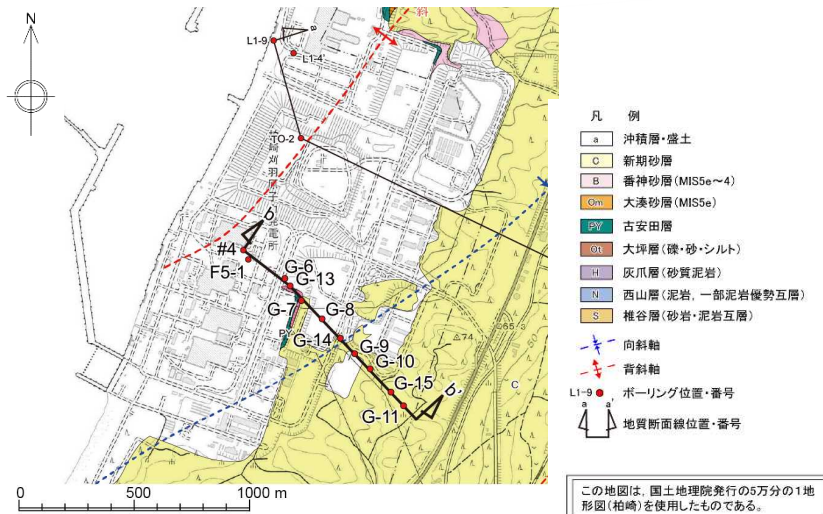 N
L1-9
a
L1-4
斜
TO-2
柏崎刈羽原子力発電所
b
#4
F5-1
G-6
G-13
G-7
G-8
PY
G-14
G-9
G-10
G-15
G-11
b'
△74
65-3
50
C
0 500 1000 m
凡 例
a 沖積層・盛土
C 新期砂層
B 番神砂層(MIS5e～4)
Om 大湊砂層(MIS5e)
PY 古安田層
Ot 大坪層(礫・砂・シルト)
H 灰爪層(砂質泥岩)
N 西山層(泥岩, 一部泥岩優勢互層)
S 椎谷層(砂岩・泥岩互層)
向斜軸
背斜軸
L1-9 ボーリング位置・番号
a a'
地質断面線位置・番号
この地図は, 国土地理院発行の5万分の1地
形図(柏崎)を使用したものである。